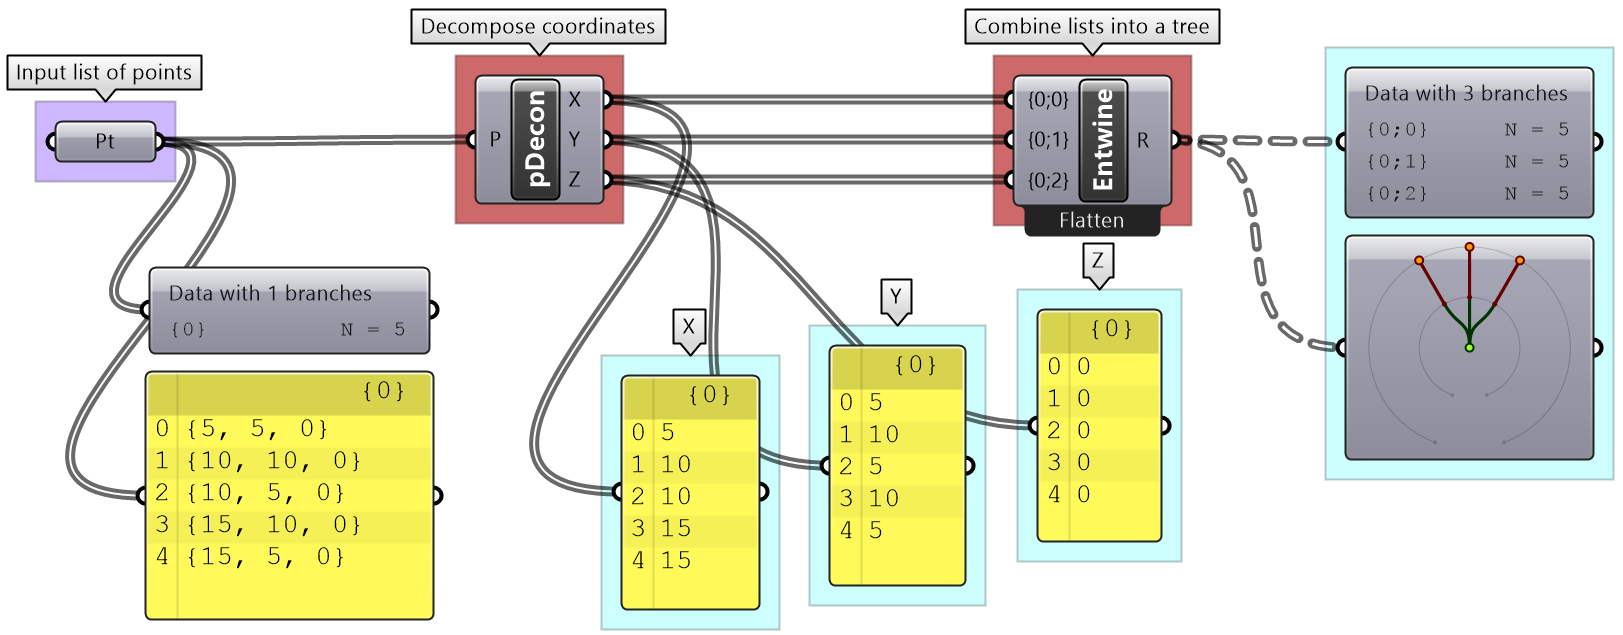 Input list of points
Pt
Decompose coordinates
P
pDecon
X
Y
Z
Combine lists into a tree
{0;0}
{0;1}
{0;2}
Entwine
R
Flatten
Data with 3 branches
{0;0} N = 5
{0;1} N = 5
{0;2} N = 5
Data with 1 branches
{0} N = 5
{0}
0 {5, 5, 0}
1 {10, 10, 0}
2 {10, 5, 0}
3 {15, 10, 0}
4 {15, 5, 0}
X
{0}
0 5
1 10
2 10
3 15
4 15
Y
{0}
0 5
1 10
2 5
3 10
4 5
Z
{0}
0 0
1 0
2 0
3 0
4 0